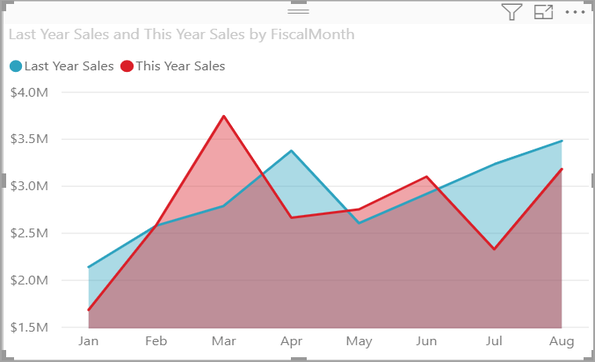 Last Year Sales and This Year Sales by FiscalMonth
Last Year Sales This Year Sales
$4.0M
$3.5M
$3.0M
$2.5M
$2.0M
$1.5M
Jan Feb Mar Apr May Jun Jul Aug